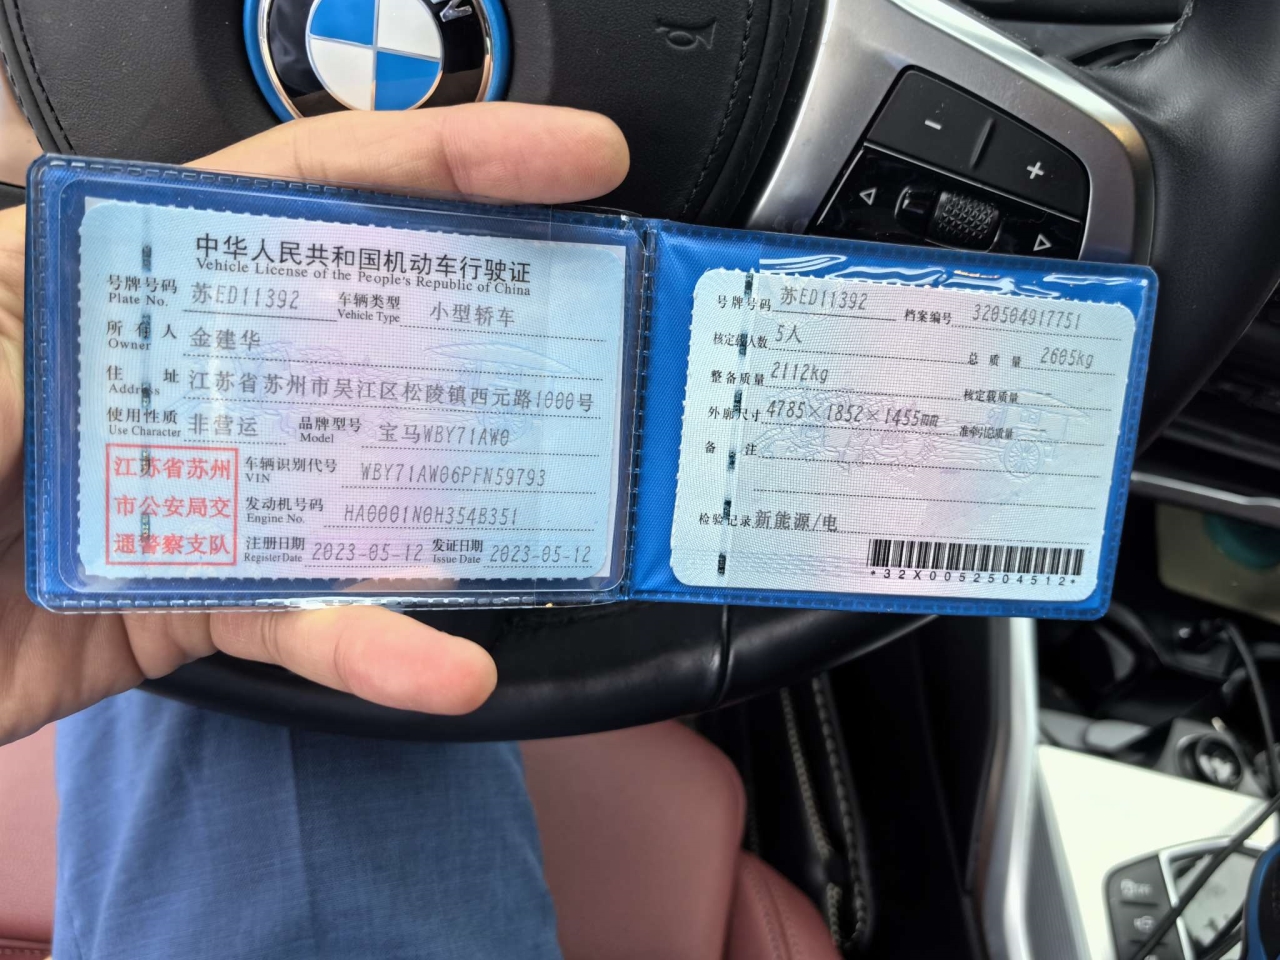 中华人民共和国机动车行驶证
Vehicle License of the People's Republic of China
号牌号码 苏ED11392 车辆类型 小型轿车
Plate No. Vehicle Type
所有人 金建华
Owner
住址 江苏省苏州市吴江区松陵镇西元路1000号
Address
使用性质 非营运 品牌型号 宝马WBY71AW0
Use Character Model
江苏省苏州
市公安局交
通警察支队
车辆识别代号 WBY71AW06PFN59793
VIN
发动机号码 HA0001N0H354B351
Engine No.
注册日期 2023-05-12 发证日期 2023-05-12
Register Date Issue Date
号牌号码 苏ED11392 档案编号 320504917751
核定载人数 5人 总质量 2605kg
整备质量 2112kg 核定载质量 --
外廓尺寸 4785×1852×1455mm 准牵引总质量 --
备注
检验记录 新能源/电
*32X0052504512*